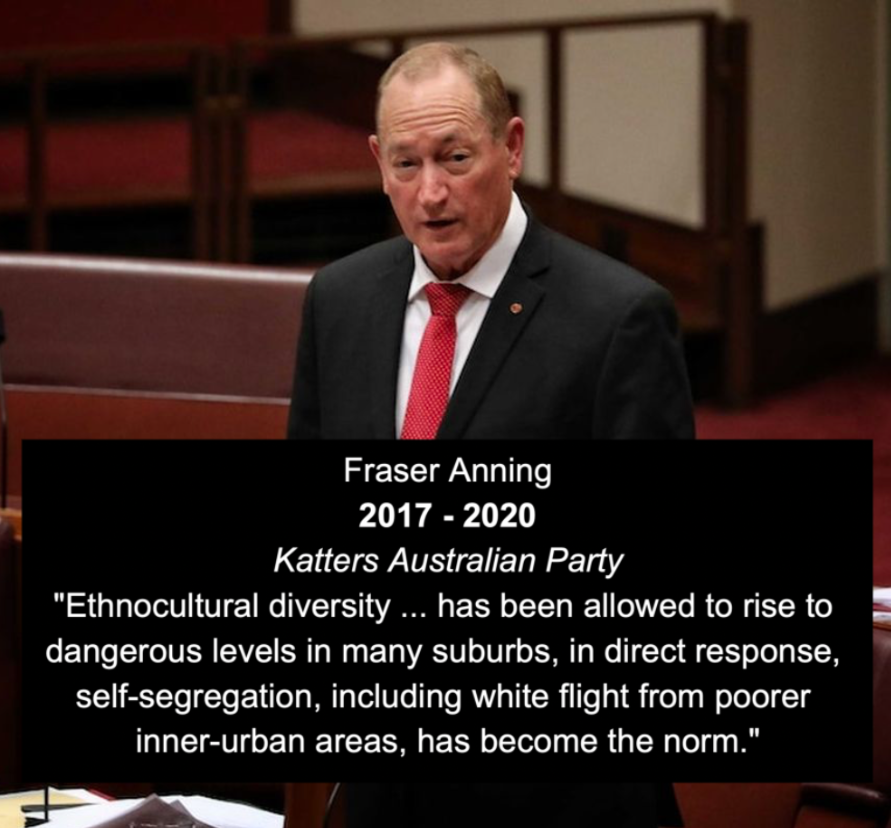 Fraser Anning
2017 - 2020
Katters Australian Party
"Ethnocultural diversity ... has been allowed to rise to
dangerous levels in many suburbs, in direct response,
self-segregation, including white flight from poorer
inner-urban areas, has become the norm."